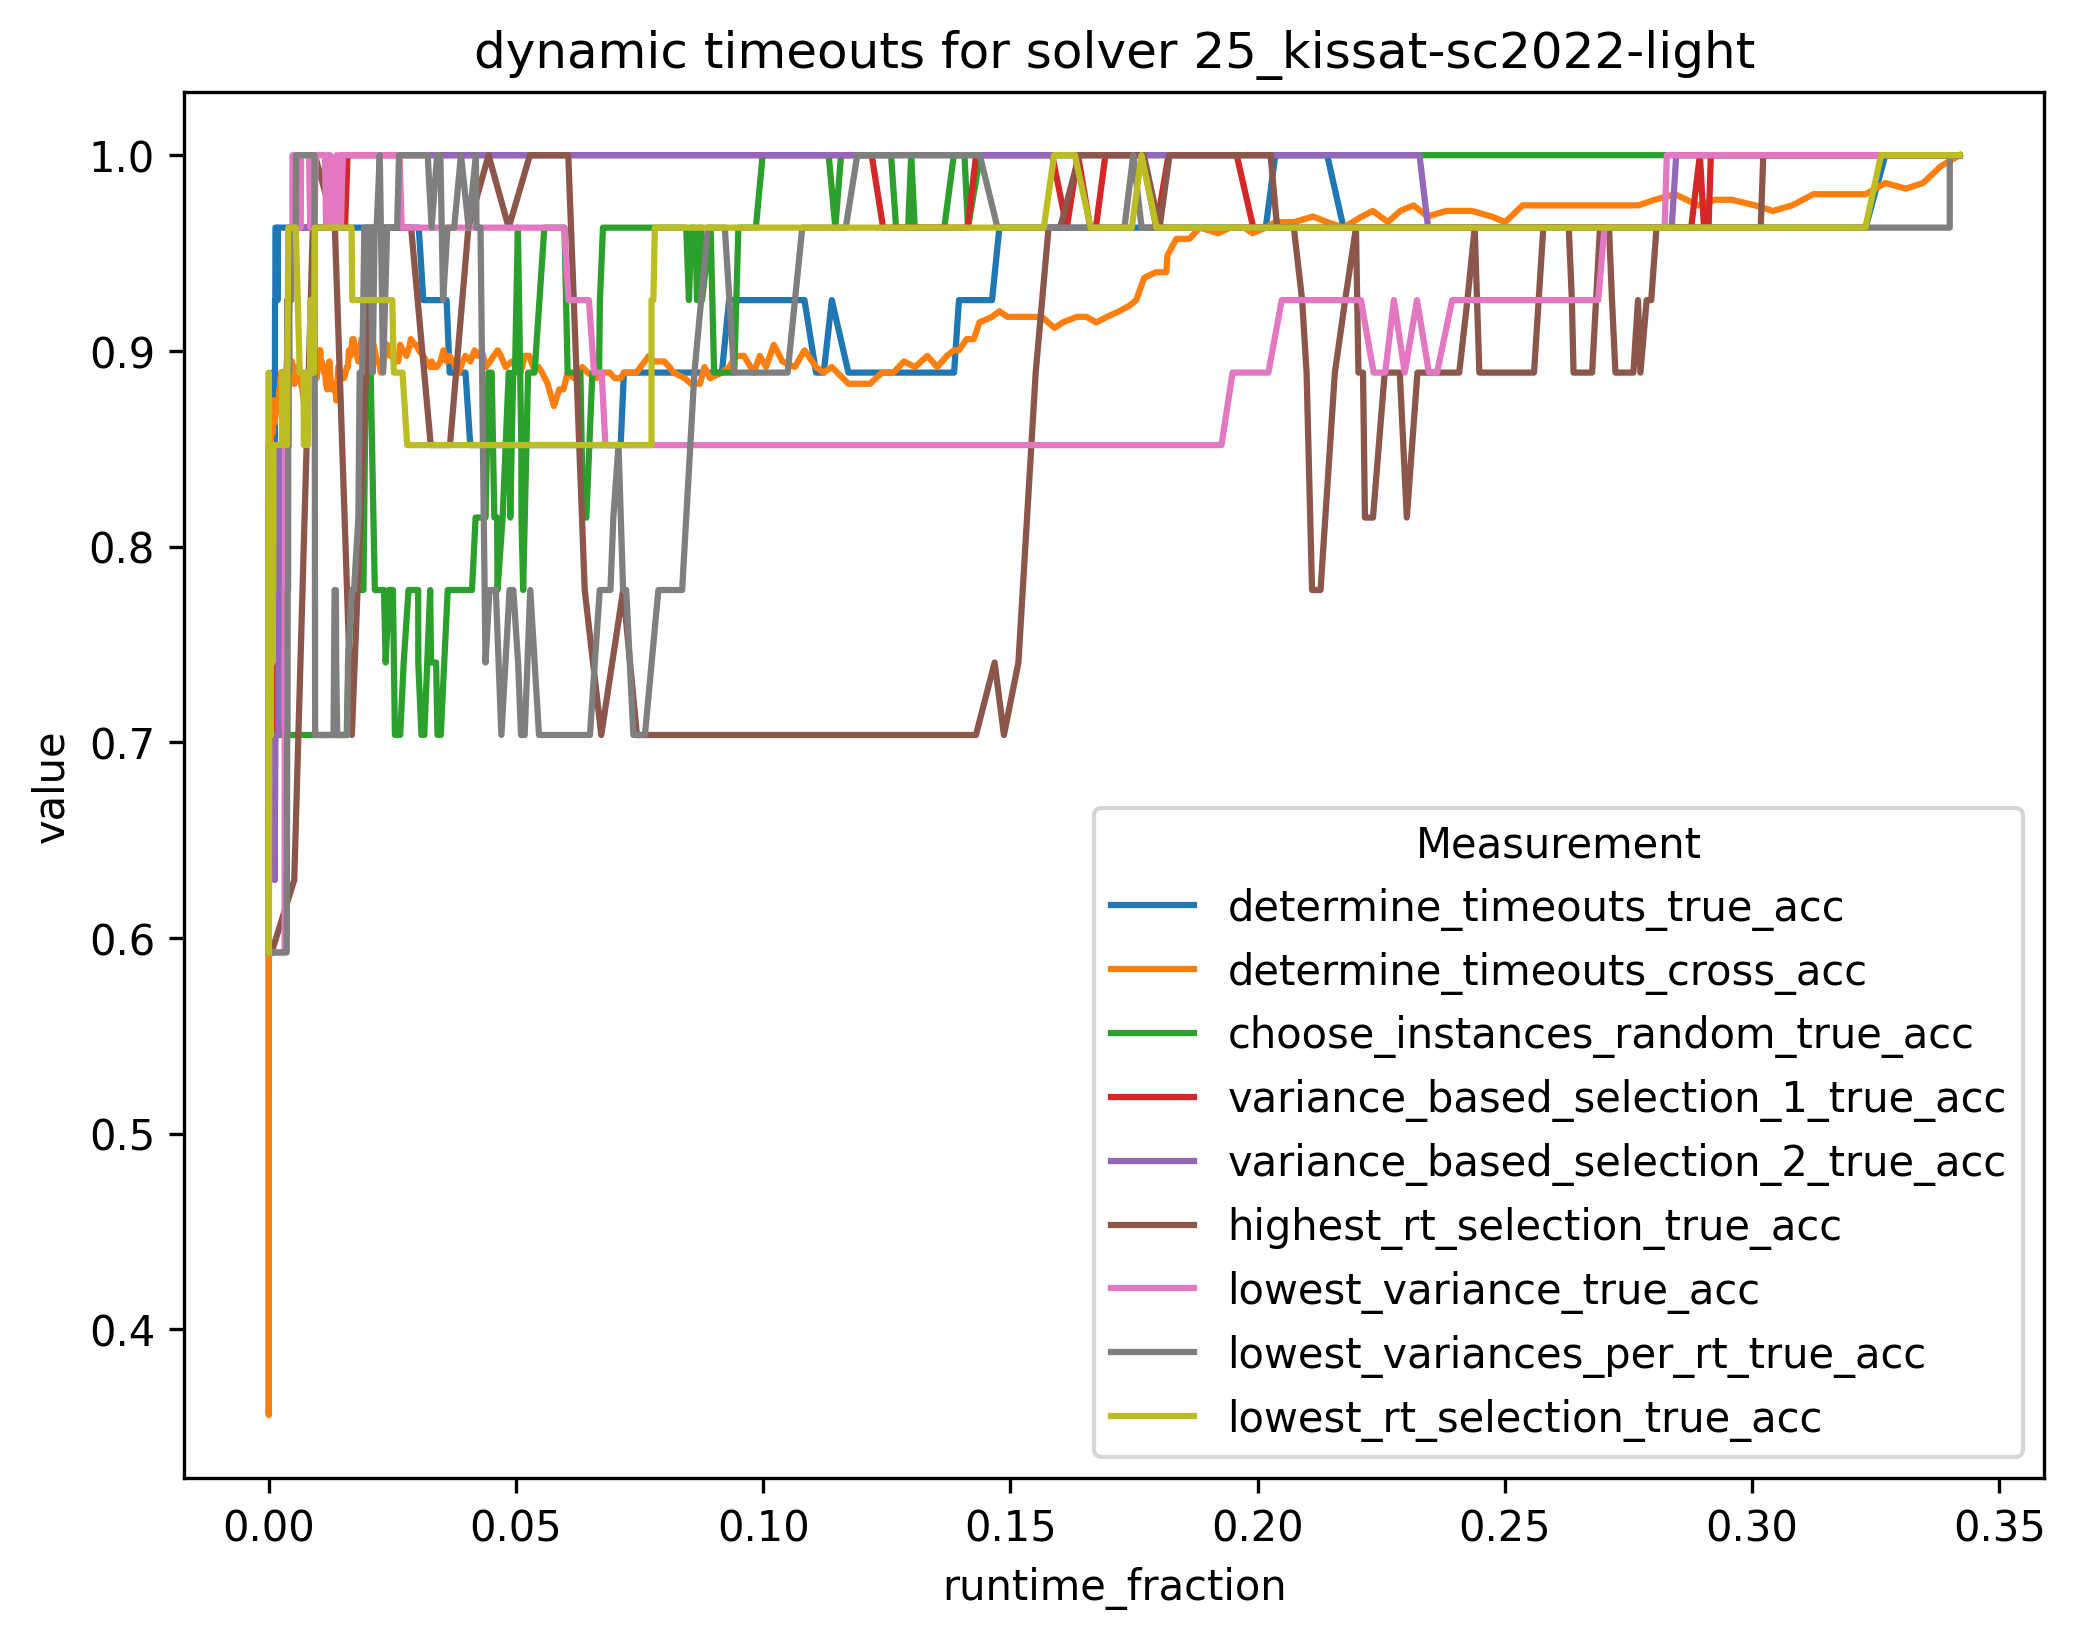 dynamic timeouts for solver 25_kissat-sc2022-light
1.0
0.9
0.8
0.7
0.6
0.5
0.4
value
0.00 0.05 0.10 0.15 0.20 0.25 0.30 0.35
runtime_fraction
Measurement
determine_timeouts_true_acc
determine_timeouts_cross_acc
choose_instances_random_true_acc
variance_based_selection_1_true_acc
variance_based_selection_2_true_acc
highest_rt_selection_true_acc
lowest_variance_true_acc
lowest_variances_per_rt_true_acc
lowest_rt_selection_true_acc